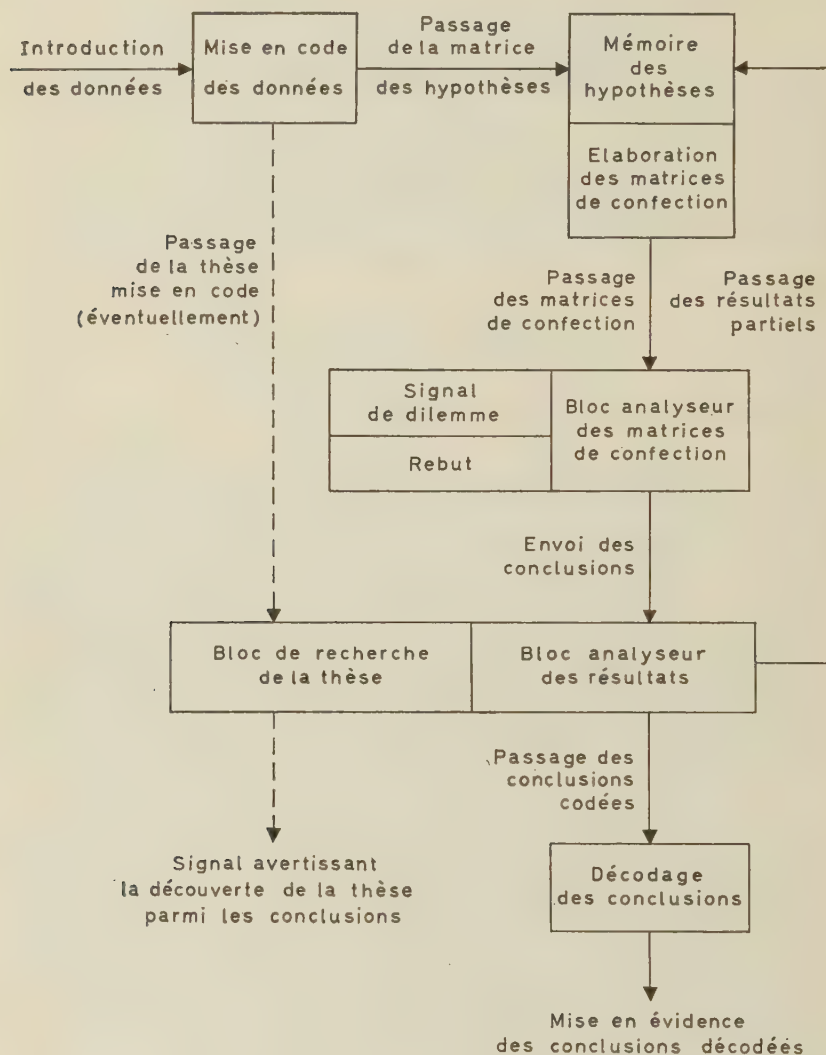 Introduction
des données
Mise en code
des données
Passage
de la matrice
des hypothèses
Mémoire
des
hypothèses
Elaboration
des matrices
de confection
Passage
de la thèse
mise en code
(éventuellement)
Passage
des matrices
de confection
Passage
des résultats
partiels
Signal
de dilemme
Rebut
Bloc analyseur
des matrices
de confection
Envoi des
conclusions
Bloc de recherche
de la thèse
Bloc analyseur
des résultats
Passage des
conclusions
codées
Signal avertissant
la découverte de la thèse
parmi les conclusions
Décodage
des conclusions
Mise en évidence
des conclusions décodées